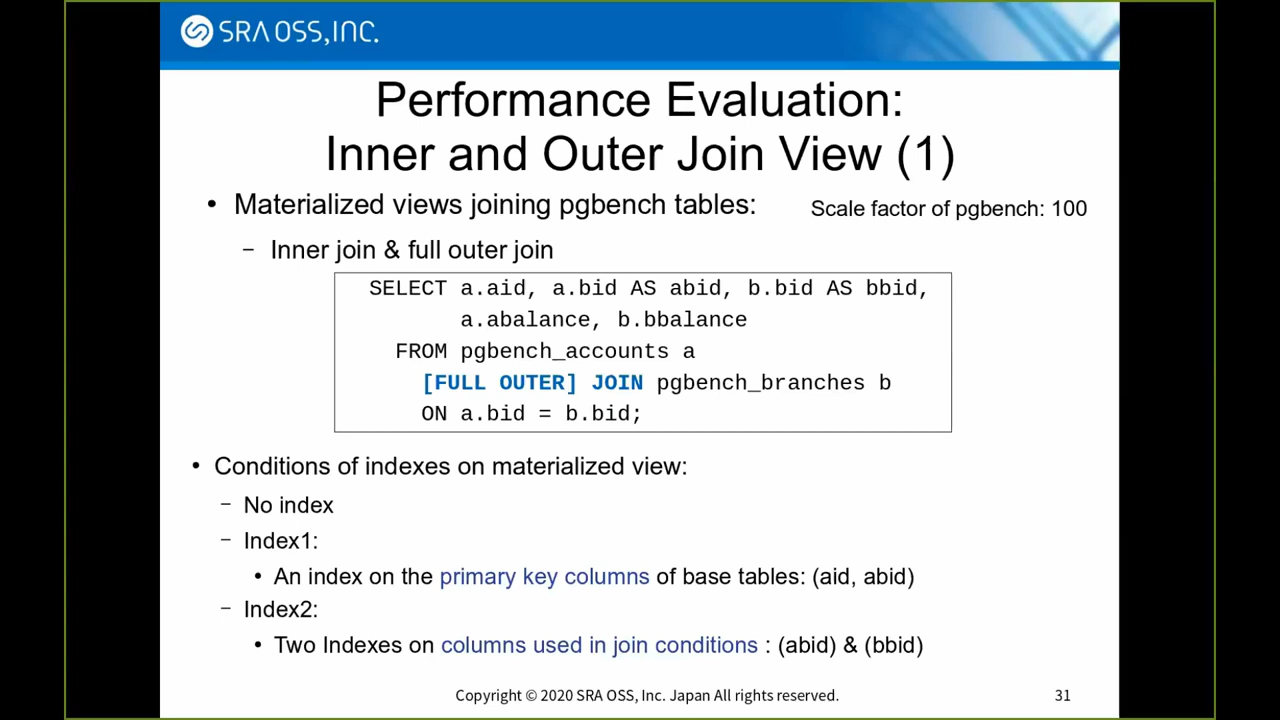 SRA OSS, INC.
Performance Evaluation:
Inner and Outer Join View (1)
• Materialized views joining pgbench tables:
Scale factor of pgbench: 100
– Inner join & full outer join
SELECT a.aid, a.bid AS abid, b.bid AS bbid,
a.abalance, b.bbalance
FROM pgbench_accounts a
[FULL OUTER] JOIN pgbench_branches b
ON a.bid = b.bid;
• Conditions of indexes on materialized view:
– No index
– Index1:
• An index on the primary key columns of base tables: (aid, abid)
– Index2:
• Two Indexes on columns used in join conditions : (abid) & (bbid)
Copyright © 2020 SRA OSS, Inc. Japan All rights reserved.
31